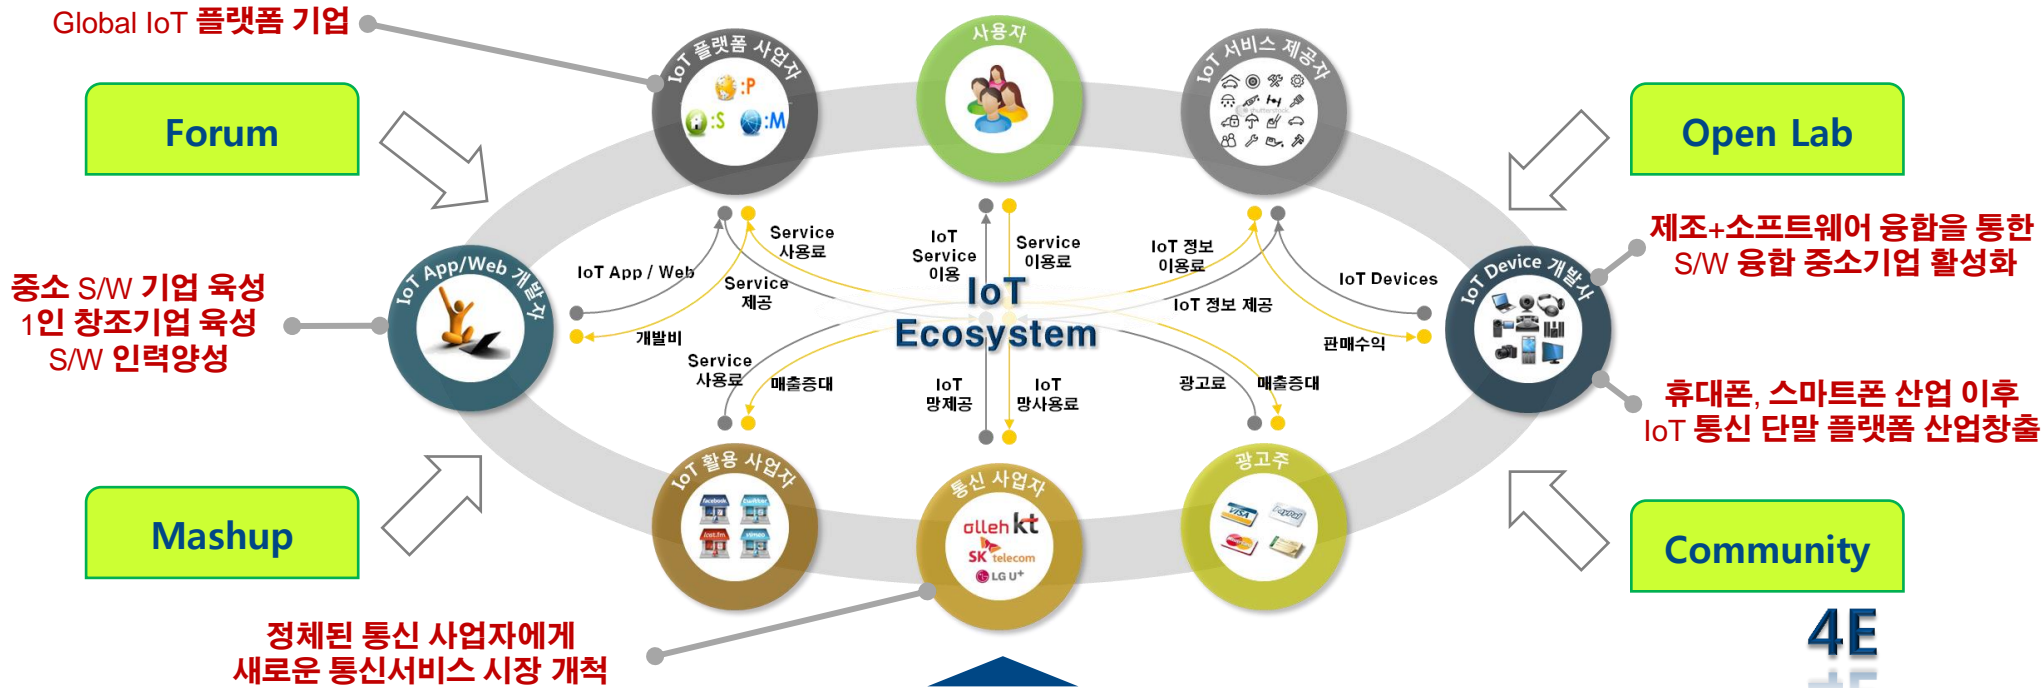 Global IoT 플랫폼 기업
IoT 플랫폼 사업자
:P
:S
:M
사용자
IoT 서비스 제공자
Forum
Open Lab
제조+소프트웨어 융합을 통한
S/W 융합 중소기업 활성화
IoT App/Web 개발자
중소 S/W 기업 육성
1인 창조기업 육성
S/W 인력양성
IoT Device 개발사
휴대폰, 스마트폰 산업 이후
IoT 통신 단말 플랫폼 산업창출
IoT App / Web
개발비
Service
사용료
Service
제공
IoT
Service
이용
Service
이용료
IoT 정보
이용료
IoT 정보 제공
IoT Devices
판매수익
IoT
Ecosystem
Service
사용료
매출증대
IoT
망제공
IoT
망사용료
광고료
매출증대
IoT 활용 사업자
facebook
twitter
last.fm
vimeo
통신 사업자
olleh kt
SK telecom
LG U+
광고주
VISA
PayPal
MasterCard
Mashup
Community
정체된 통신 사업자에게
새로운 통신서비스 시장 개척
4E